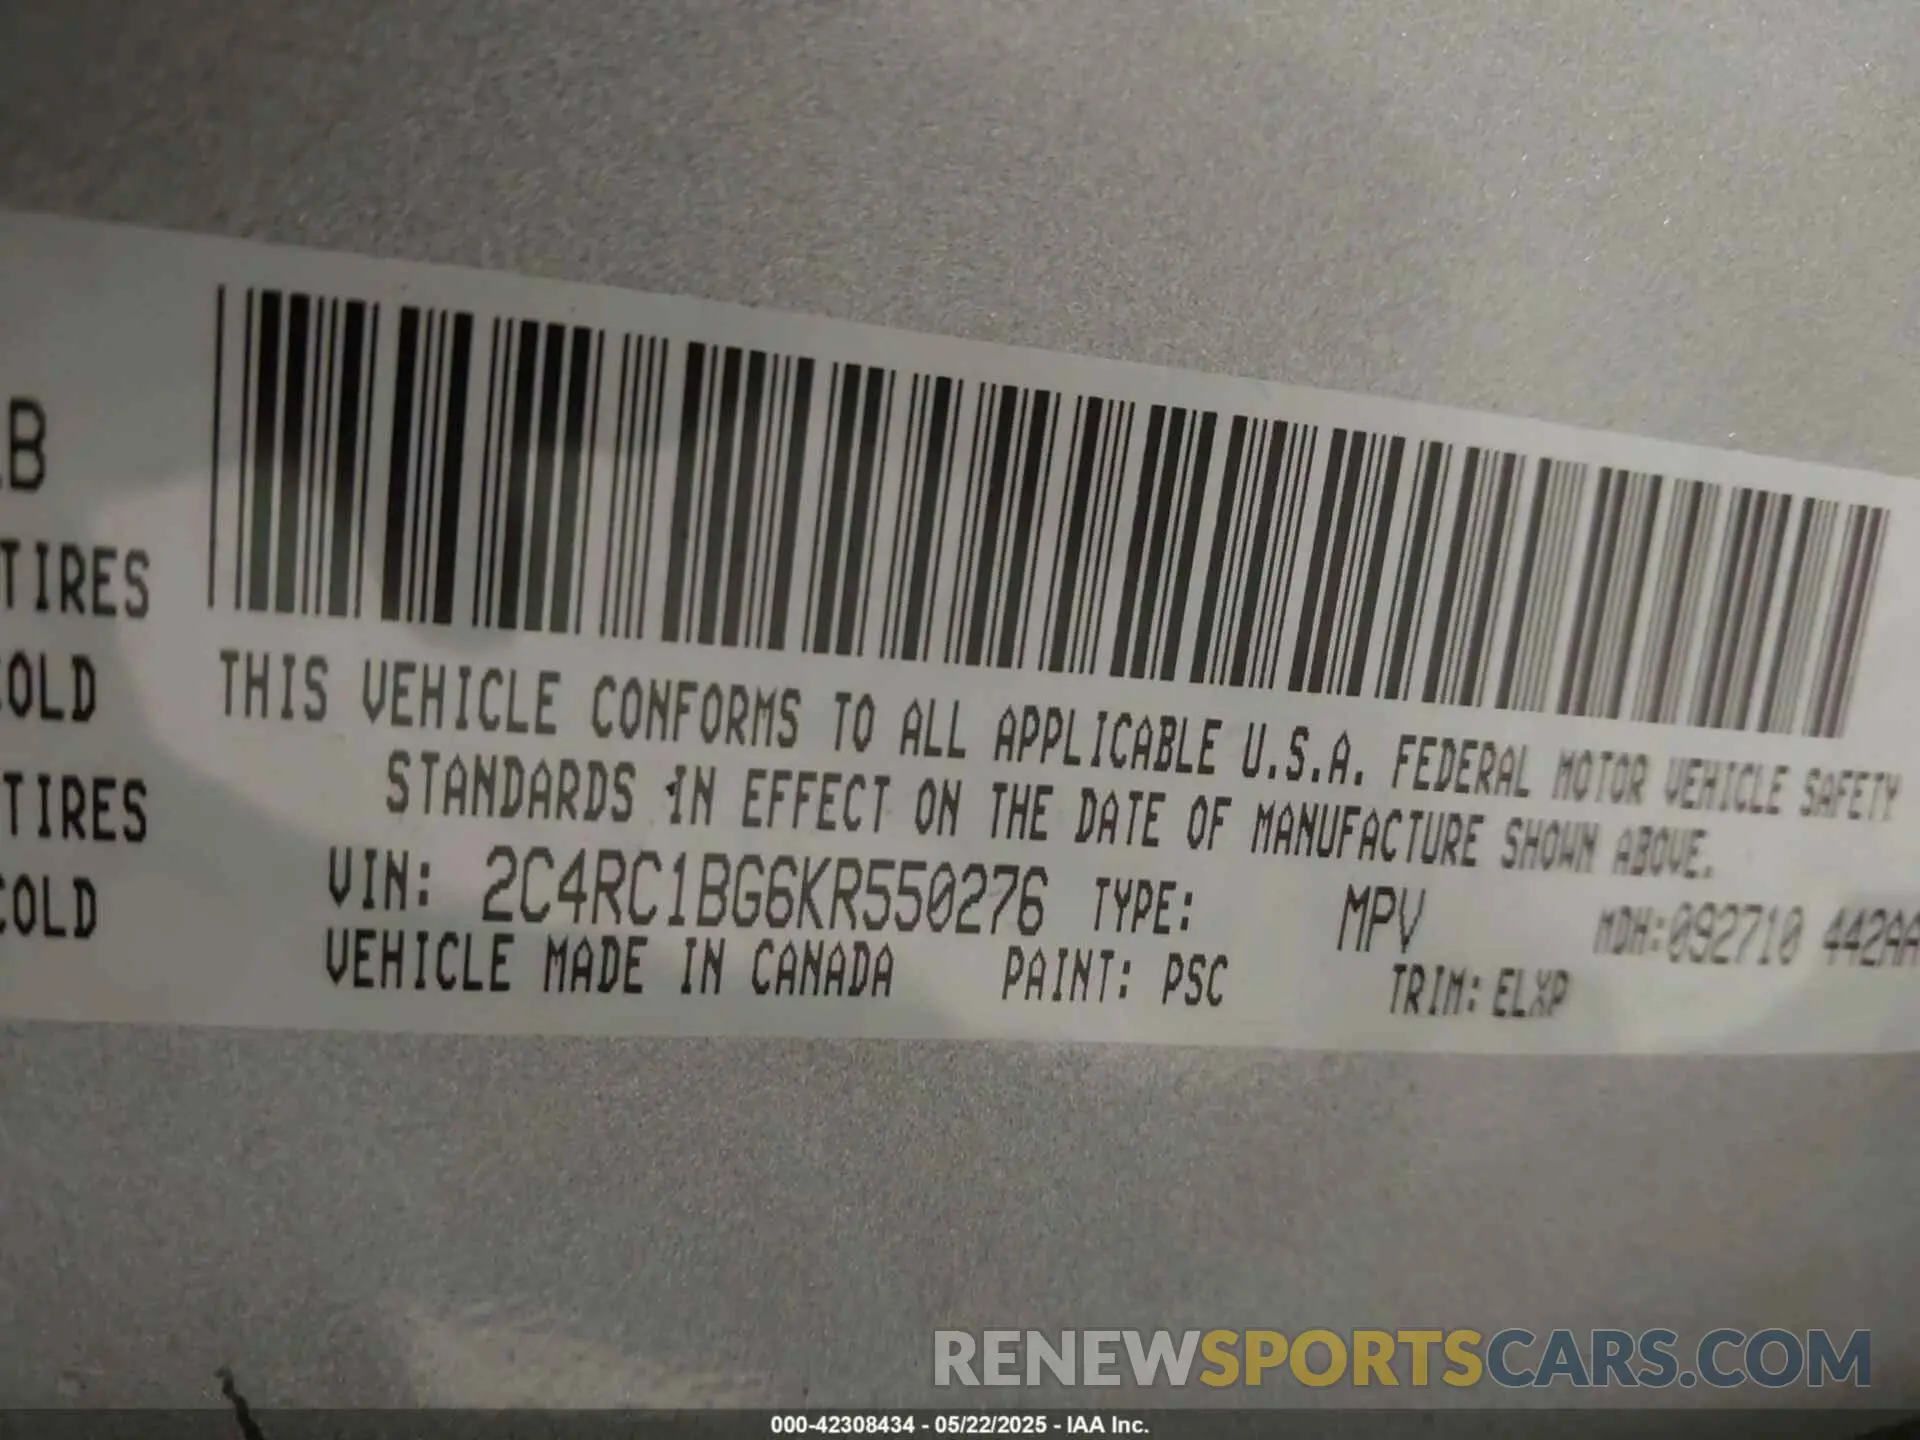 B
TIRES
COLD
TIRES
COLD
THIS VEHICLE CONFORMS TO ALL APPLICABLE U.S.A. FEDERAL MOTOR VEHICLE SAFETY
STANDARDS IN EFFECT ON THE DATE OF MANUFACTURE SHOWN ABOVE.
VIN: 2C4RC1BG6KR550276 TYPE: MPV MDH:092710 442AA
VEHICLE MADE IN CANADA PAINT: PSC TRIM: ELXP
RENEWSPORTSCARS.COM
000-42308434 - 05/22/2025 - IAA Inc.